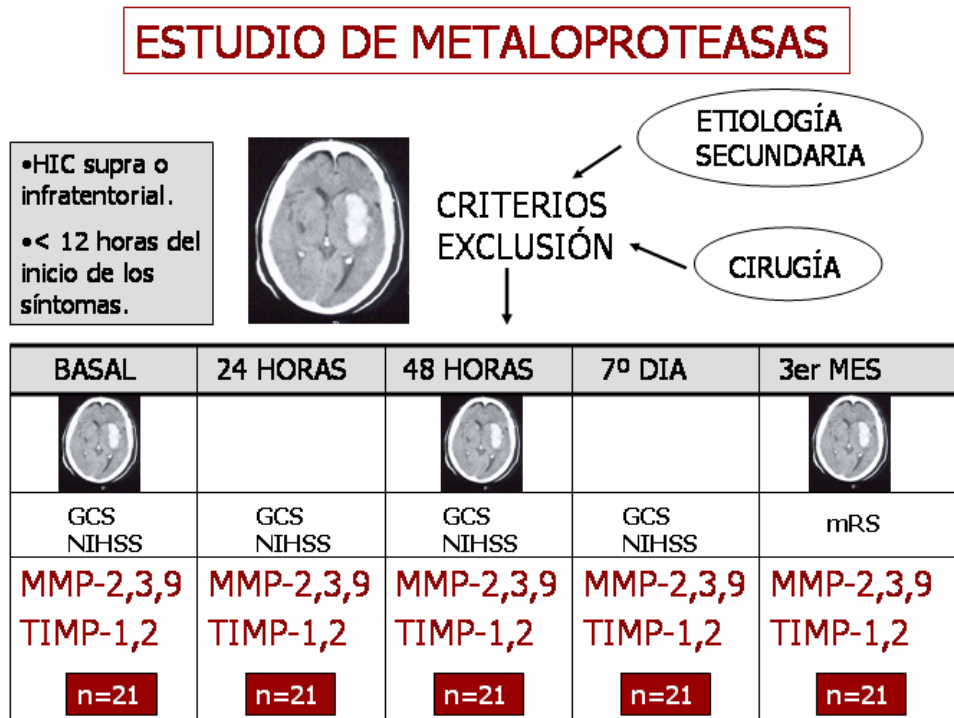 ESTUDIO DE METALOPROTEASAS
•HIC supra o
infratentorial.
•< 12 horas del
inicio de los
síntomas.
CRITERIOS
EXCLUSIÓN
ETIOLOGÍA
SECUNDARIA
CIRUGÍA
BASAL 24 HORAS 48 HORAS 7º DIA 3er MES
GCS GCS GCS GCS mRS
NIHSS NIHSS NIHSS NIHSS
MMP-2,3,9 MMP-2,3,9 MMP-2,3,9 MMP-2,3,9 MMP-2,3,9
TIMP-1,2 TIMP-1,2 TIMP-1,2 TIMP-1,2 TIMP-1,2
n=21 n=21 n=21 n=21 n=21